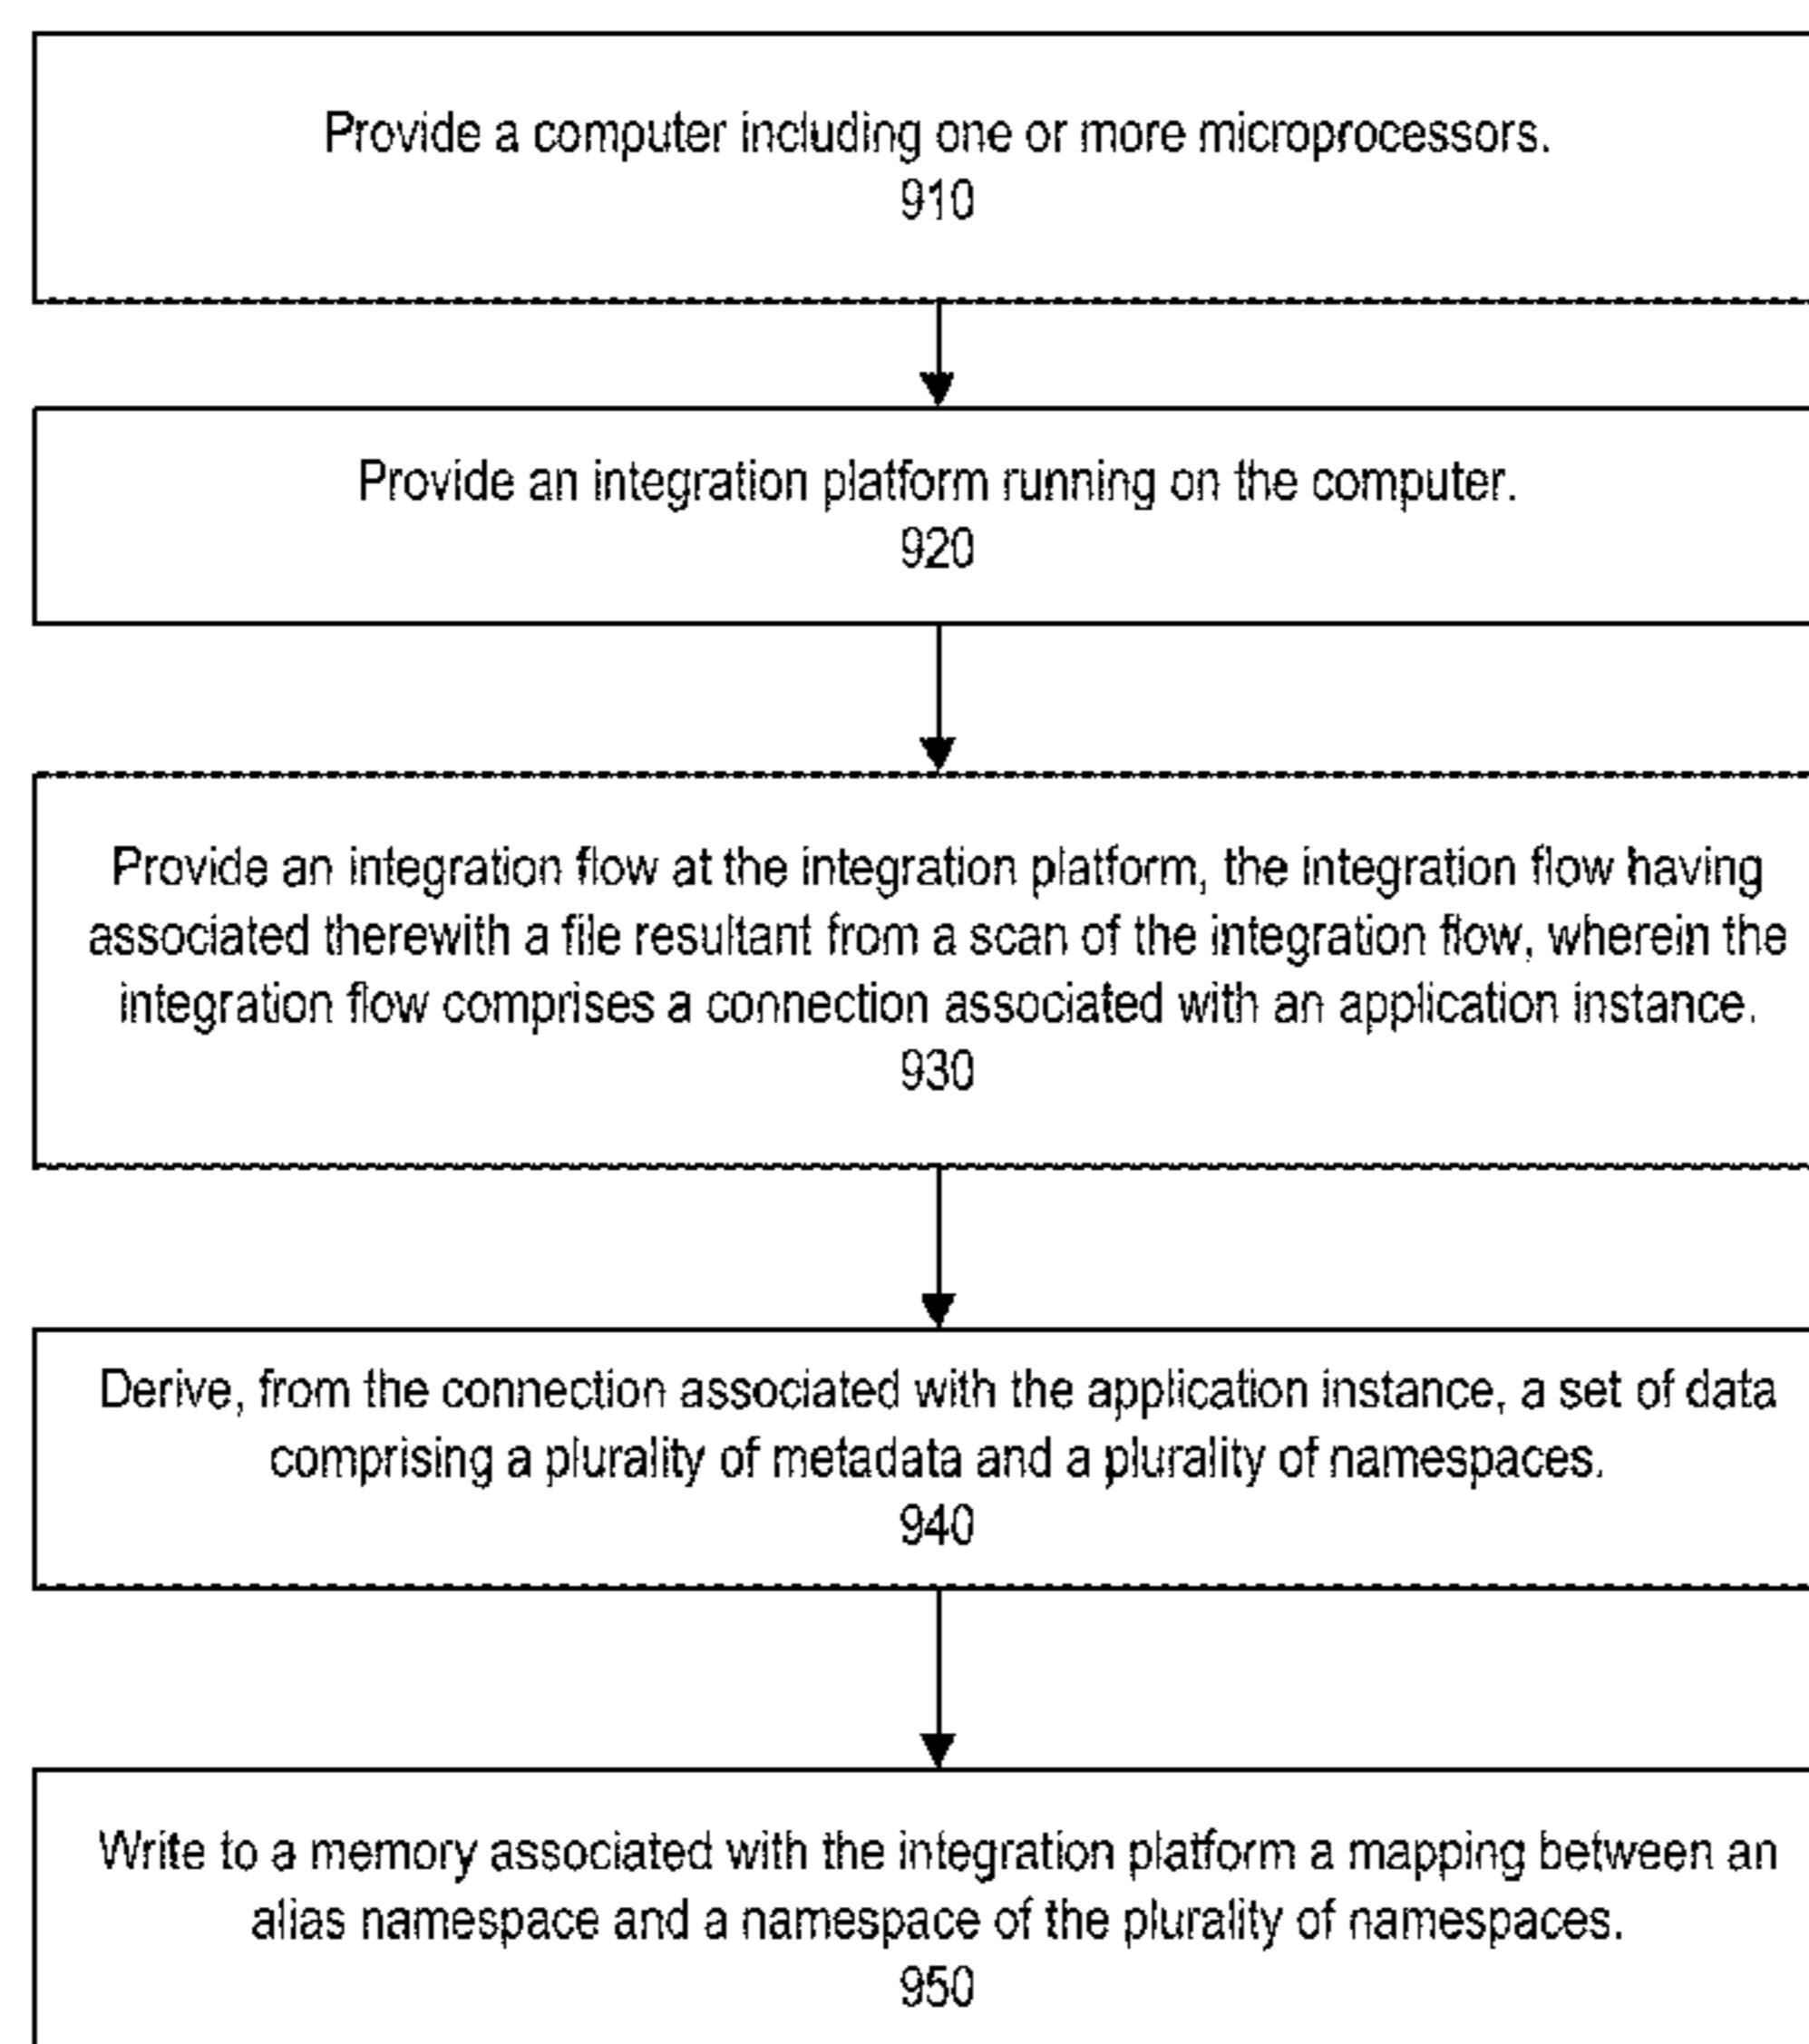 Provide a computer including one or more microprocessors.
910
Provide an integration platform running on the computer.
920
Provide an integration flow at the integration platform, the integration flow having
associated therewith a file resultant from a scan of the integration flow, wherein the
integration flow comprises a connection associated with an application instance.
930
Derive, from the connection associated with the application instance, a set of data
comprising a plurality of metadata and a plurality of namespaces.
940
Write to a memory associated with the integration platform a mapping between an
alias namespace and a namespace of the plurality of namespaces.
950